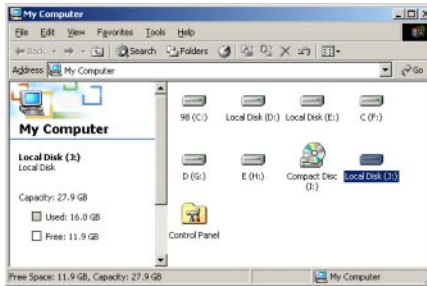 My Computer
File Edit View Favorites Tools Help
Back Search Folders
Address My Computer Go
My Computer
Local Disk (J:)
Local Disk
Capacity: 27.9 GB
Used: 16.0 GB
Free: 11.9 GB
98 (C:) Local Disk (D:) Local Disk (E:) C (F:)
D (G:) E (H:) Compact Disc (I:) Local Disk (J:)
Control Panel
Free Space: 11.9 GB, Capacity: 27.9 GB My Computer